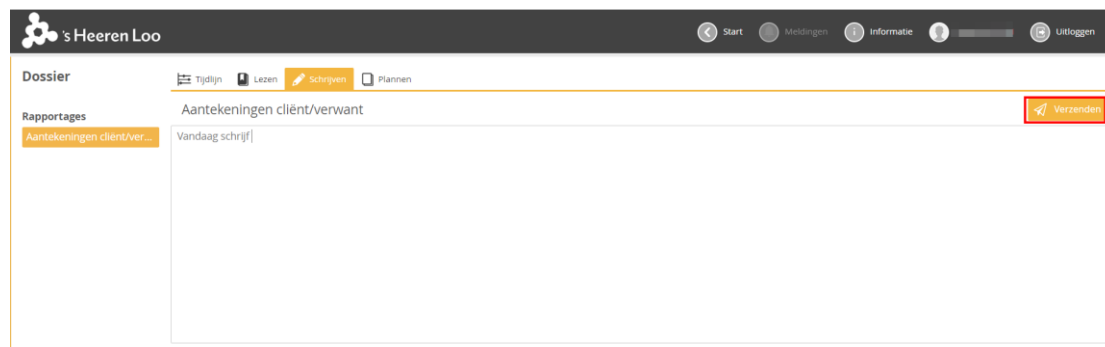 's Heeren Loo
Start Meldingen Informatie Uitloggen
Dossier
Tijdlijn Lezen Schrijven Plannen
Rapportages
Aantekeningen cliënt/verwant
Verzenden
Aantekeningen cliënt/ver...
Vandaag schrijf